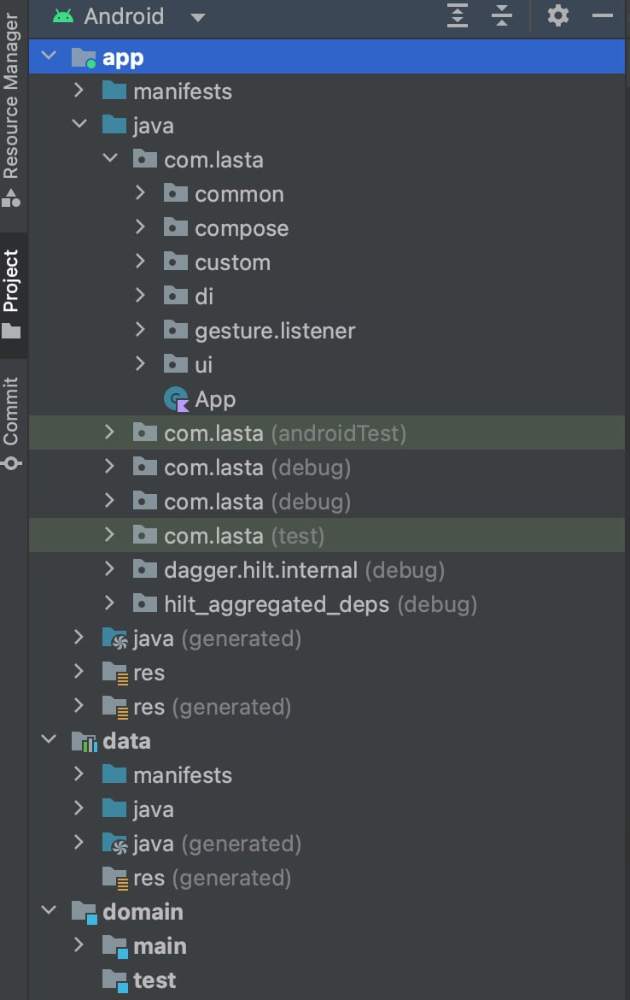 Android
Resource Manager
Project
Commit
app
manifests
java
com.lasta
common
compose
custom
di
gesture.listener
ui
App
com.lasta (androidTest)
com.lasta (debug)
com.lasta (debug)
com.lasta (test)
dagger.hilt.internal (debug)
hilt_aggregated_deps (debug)
java (generated)
res
res (generated)
data
manifests
java
java (generated)
res (generated)
domain
main
test